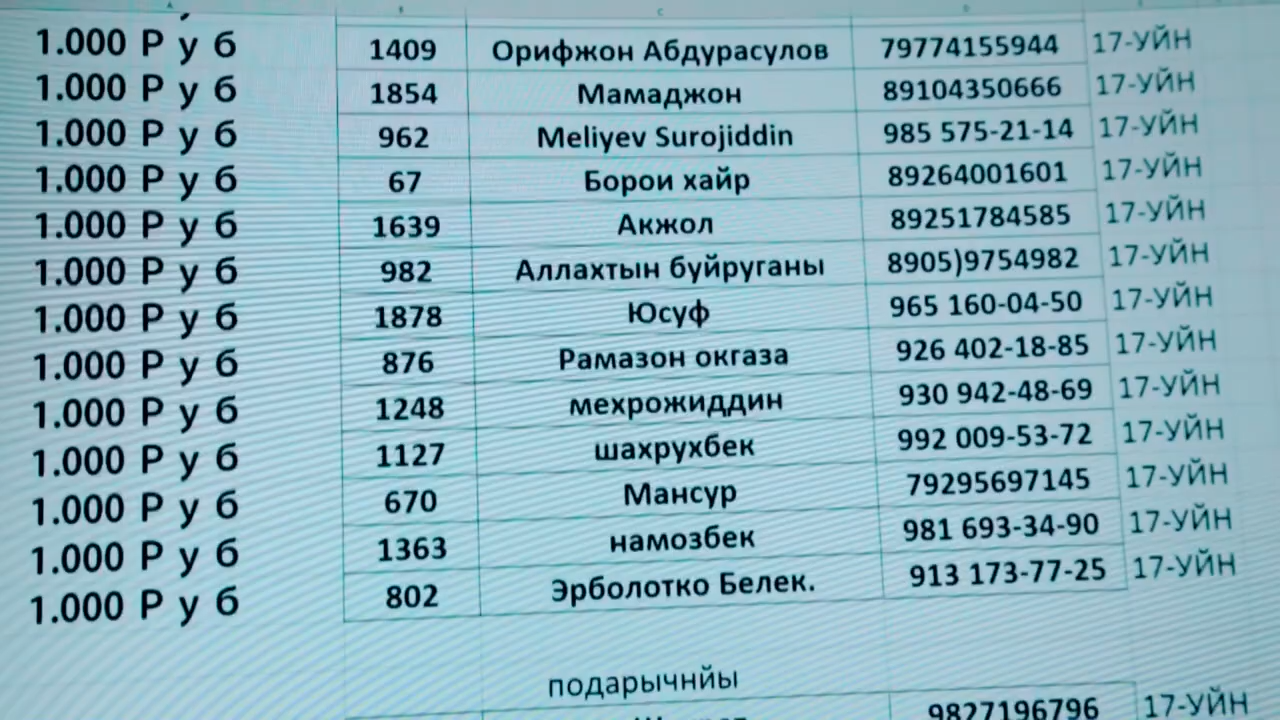 1.000 Р у б 1409 Орифжон Абдурасулов 79774155944 17-УЙН
1.000 Р у б 1854 Мамаджон 89104350666 17-УЙН
1.000 Р у б 962 Meliyev Surojiddin 985 575-21-14 17-УЙН
1.000 Р у б 67 Борои хайр 89264001601 17-УЙН
1.000 Р у б 1639 Акжол 89251784585 17-УЙН
1.000 Р у б 982 Аллахтын буйруганы 8905)9754982 17-УЙН
1.000 Р у б 1878 Юсуф 965 160-04-50 17-УЙН
1.000 Р у б 876 Рамазон окгаза 926 402-18-85 17-УЙН
1.000 Р у б 1248 мехрожиддин 930 942-48-69 17-УЙН
1.000 Р у б 1127 шахрухбек 992 009-53-72 17-УЙН
1.000 Р у б 670 Мансур 79295697145 17-УЙН
1.000 Р у б 1363 намозбек 981 693-34-90 17-УЙН
1.000 Р у б 802 Эрболотко Белек. 913 173-77-25 17-УЙН
подарычнйы
9827196796 17-УЙН